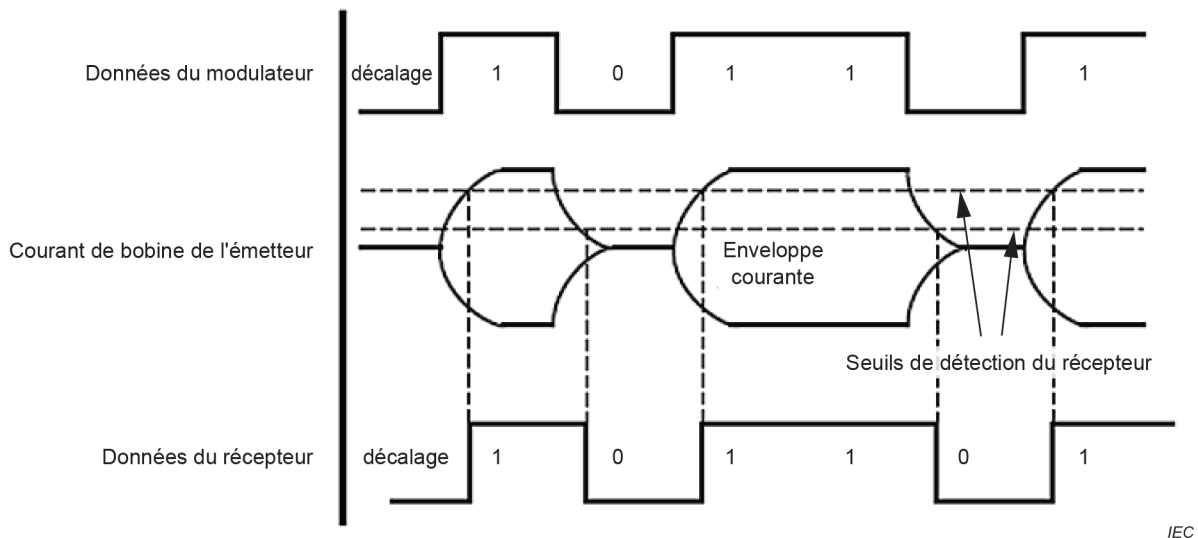 Données du modulateur
décalage 1 0 1 1 1
Courant de bobine de l'émetteur
Enveloppe
courante
Seuils de détection du récepteur
Données du récepteur
décalage 1 0 1 1 0 1
IEC